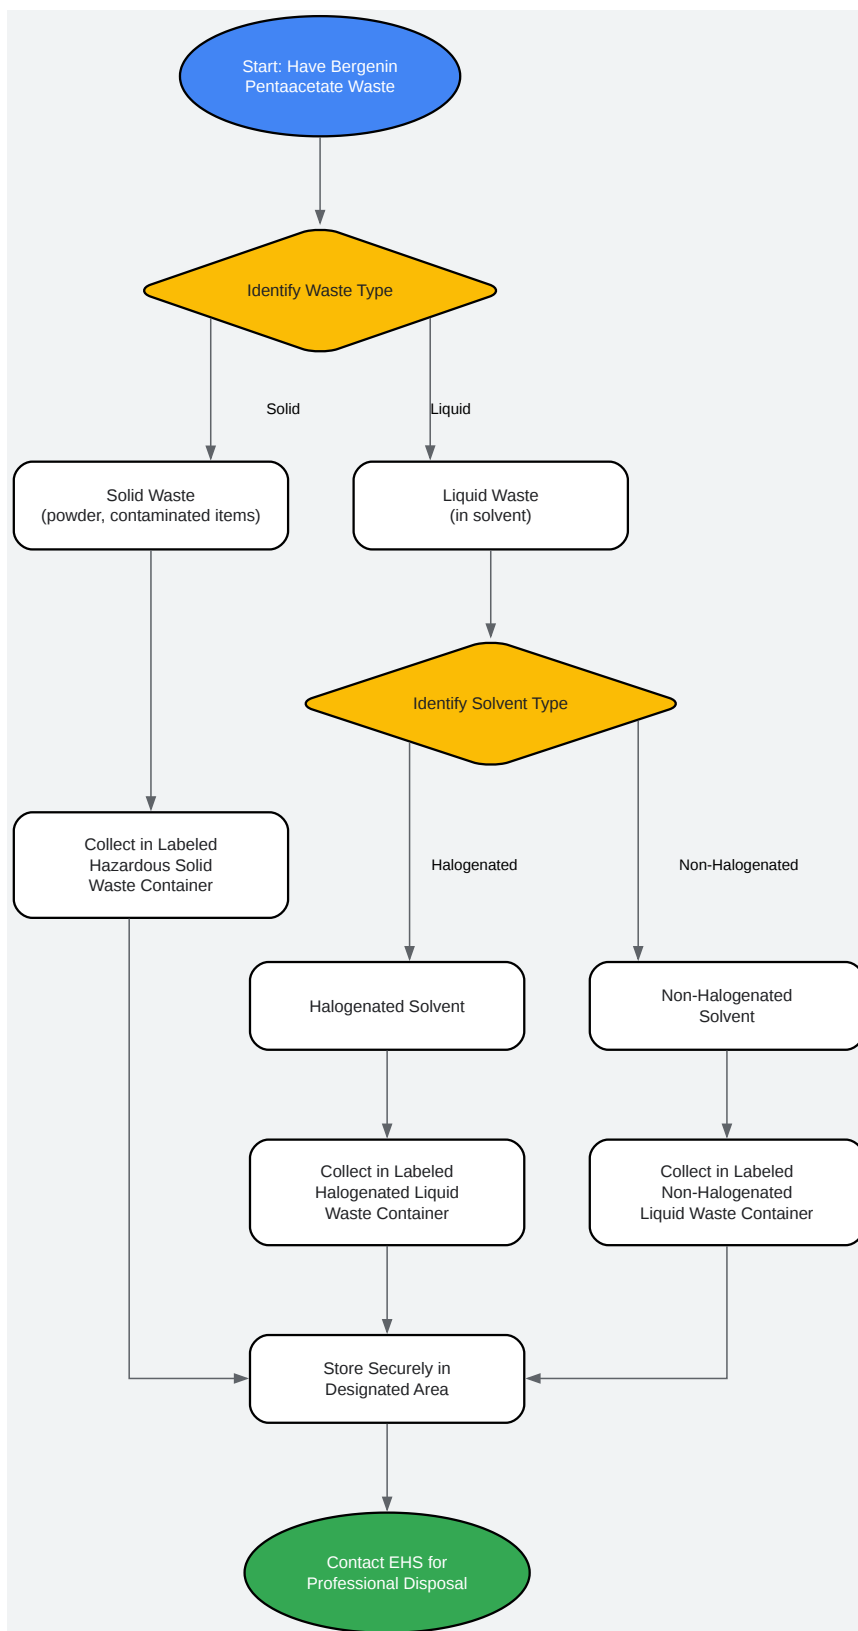 Start: Have Bergenin
Pentaacetate Waste
Identify Waste Type
Solid
Liquid
Solid Waste
(powder, contaminated items)
Liquid Waste
(in solvent)
Identify Solvent Type
Collect in Labeled
Hazardous Solid
Waste Container
Halogenated
Non-Halogenated
Halogenated Solvent
Non-Halogenated
Solvent
Collect in Labeled
Halogenated Liquid
Waste Container
Collect in Labeled
Non-Halogenated
Liquid Waste Container
Store Securely in
Designated Area
Contact EHS for
Professional Disposal